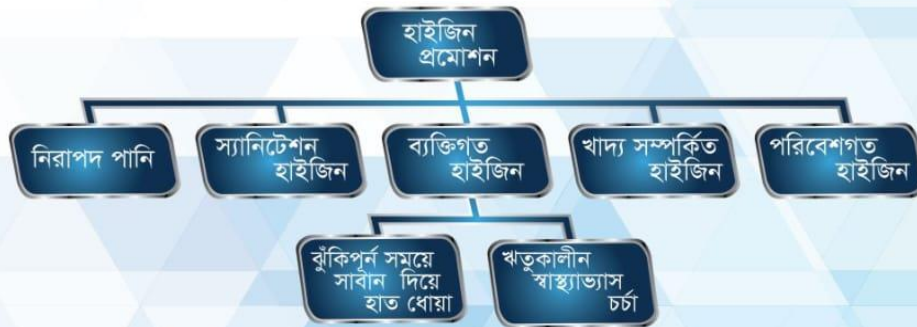 হাইজিন
প্রমোশন
নিরাপদ পানি
স্যানিটেশন
হাইজিন
ব্যক্তিগত
হাইজিন
খাদ্য সম্পর্কিত
হাইজিন
পরিবেশগত
হাইজিন
ঝুঁকিপূর্ন সময়ে
সাবান দিয়ে
হাত ধোয়া
ঋতুকালীন
স্বাস্থ্যাভ্যাস
চর্চা